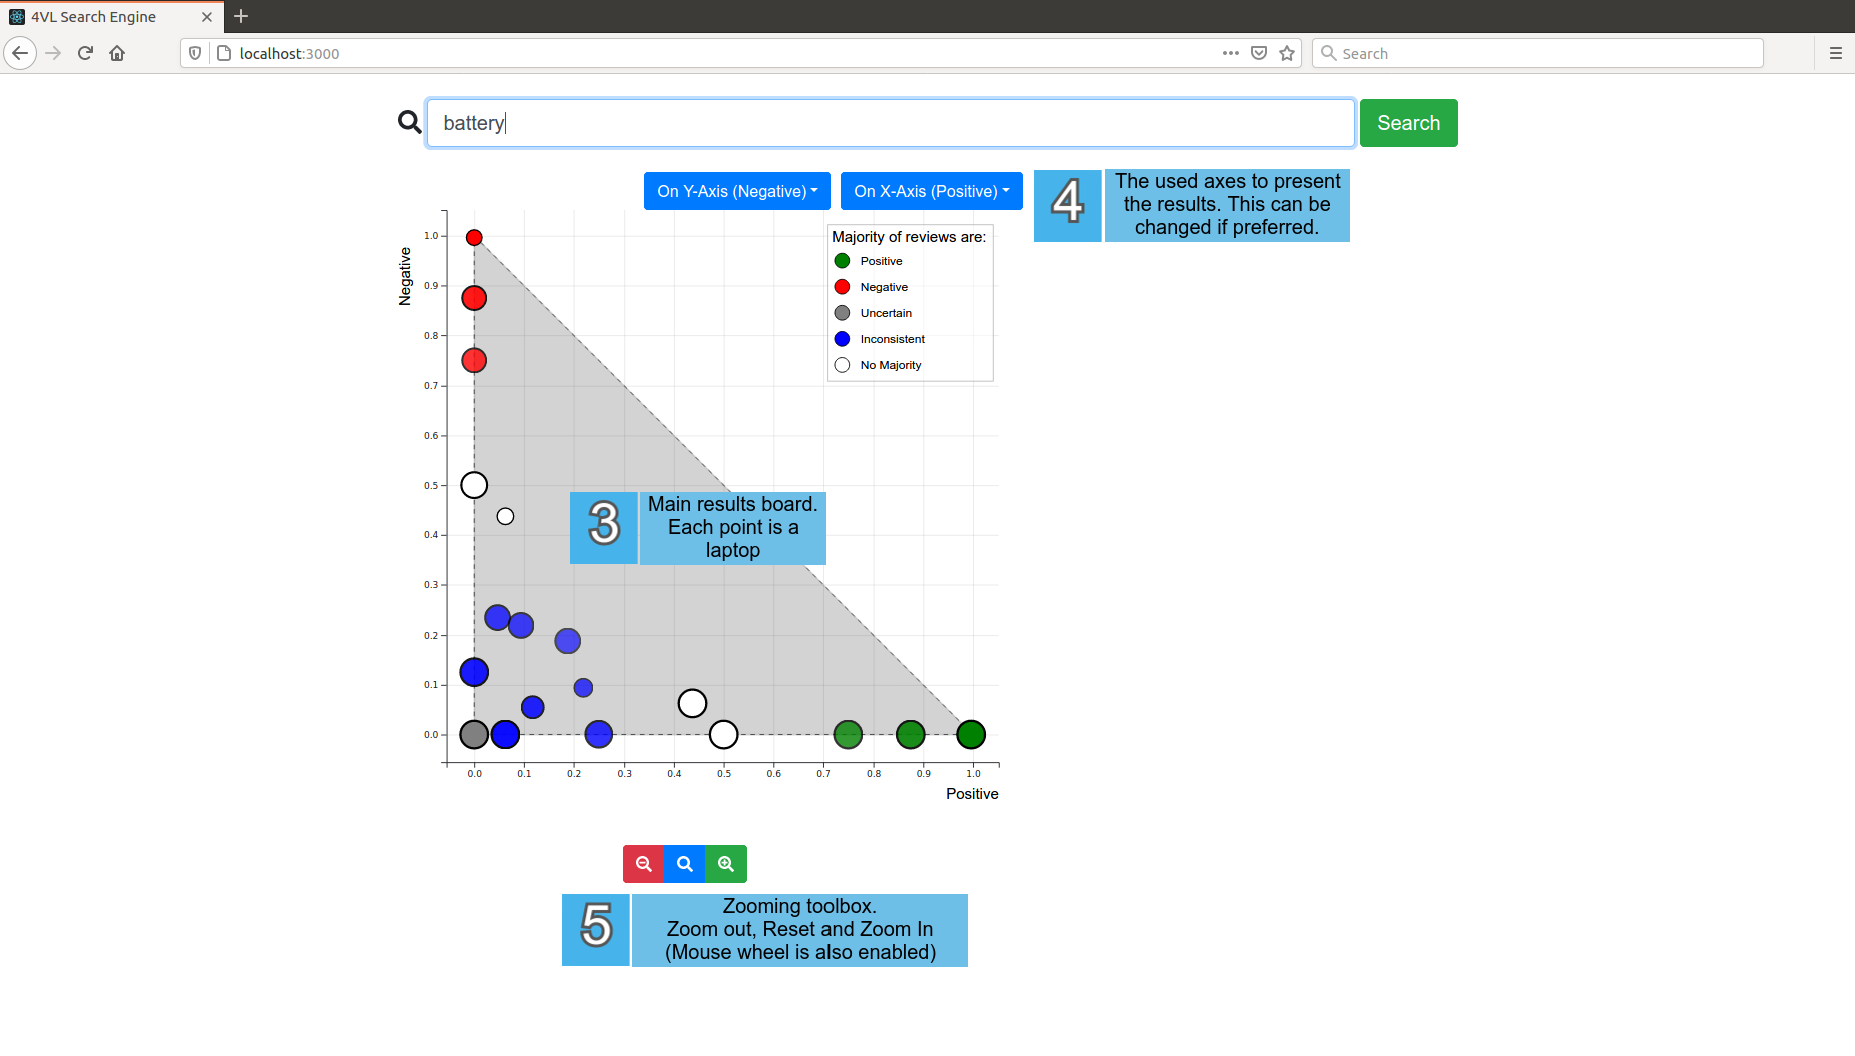 4VL Search Engine
localhost:3000
Search
battery
Search
On Y-Axis (Negative)
On X-Axis (Positive)
4
The used axes to present
the results. This can be
changed if preferred.
Negative
1.0
0.9
0.8
0.7
0.6
0.5
0.4
0.3
0.2
0.1
0.0
Majority of reviews are:
Positive
Negative
Uncertain
Inconsistent
No Majority
3
Main results board.
Each point is a
laptop
0.0 0.1 0.2 0.3 0.4 0.5 0.6 0.7 0.8 0.9 1.0
Positive
5
Zooming toolbox.
Zoom out, Reset and Zoom In
(Mouse wheel is also enabled)